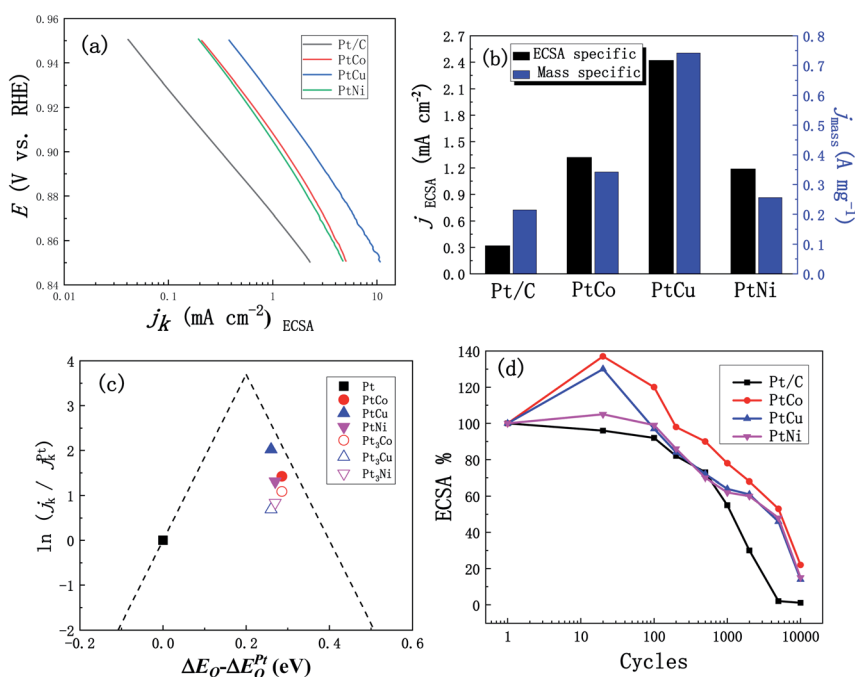 (a)
0.96
0.94
0.92
0.90
0.88
0.86
0.84
E (V vs. RHE)
Pt/C
PtCo
PtCu
PtNi
0.01 0.1 1 10
jk (mA cm-2) ECSA
(b)
2.7
2.4
2.1
1.8
1.5
1.2
0.9
0.6
0.3
0.0
j ECSA (mA cm-2)
ECSA specific
Mass specific
0.8
0.7
0.6
0.5
0.4
0.3
0.2
0.1
0.0
jmass (A mg-1)
Pt/C PtCo PtCu PtNi
(c)
4
3
2
1
0
-1
-2
ln (jk / jkPt)
Pt
PtCo
PtCu
PtNi
Pt3Co
Pt3Cu
Pt3Ni
-0.2 0.0 0.2 0.4 0.6
ΔEO-ΔEOPt (eV)
(d)
140
120
100
80
60
40
20
0
ECSA %
Pt/C
PtCo
PtCu
PtNi
1 10 100 1000 10000
Cycles